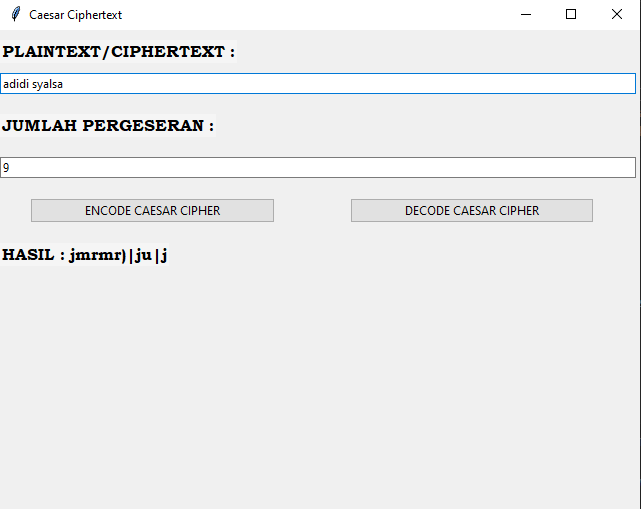 Caesar Ciphertext
PLAINTEXT/CIPHERTEXT :
adidi syalsa
JUMLAH PERGESERAN :
9
ENCODE CAESAR CIPHER DECODE CAESAR CIPHER
HASIL : jmrmr)|ju|j